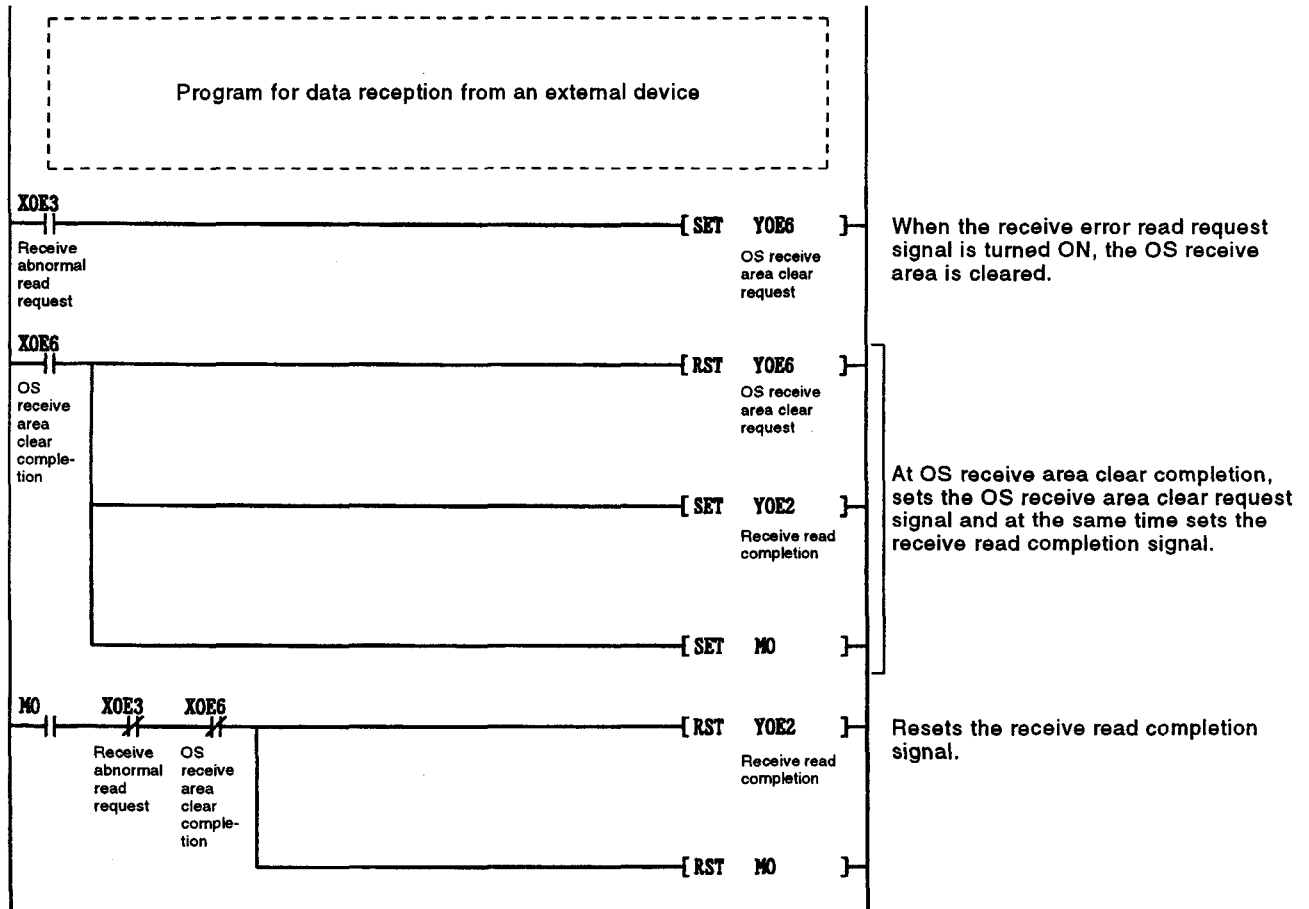 Program for data reception from an external device
X0E3
Receive
abnormal
read
request
[ SET Y0E6 ]
OS receive
area clear
request
When the receive error read request
signal is turned ON, the OS receive
area is cleared.
X0E6
OS
receive
area
clear
comple-
tion
[ RST Y0E6 ]
OS receive
area clear
request
[ SET Y0E2 ]
Receive read
completion
[ SET M0 ]
At OS receive area clear completion,
sets the OS receive area clear request
signal and at the same time sets the
receive read completion signal.
M0
X0E3
Receive
abnormal
read
request
X0E6
OS
receive
area
clear
comple-
tion
[ RST Y0E2 ]
Receive read
completion
[ RST M0 ]
Resets the receive read completion
signal.